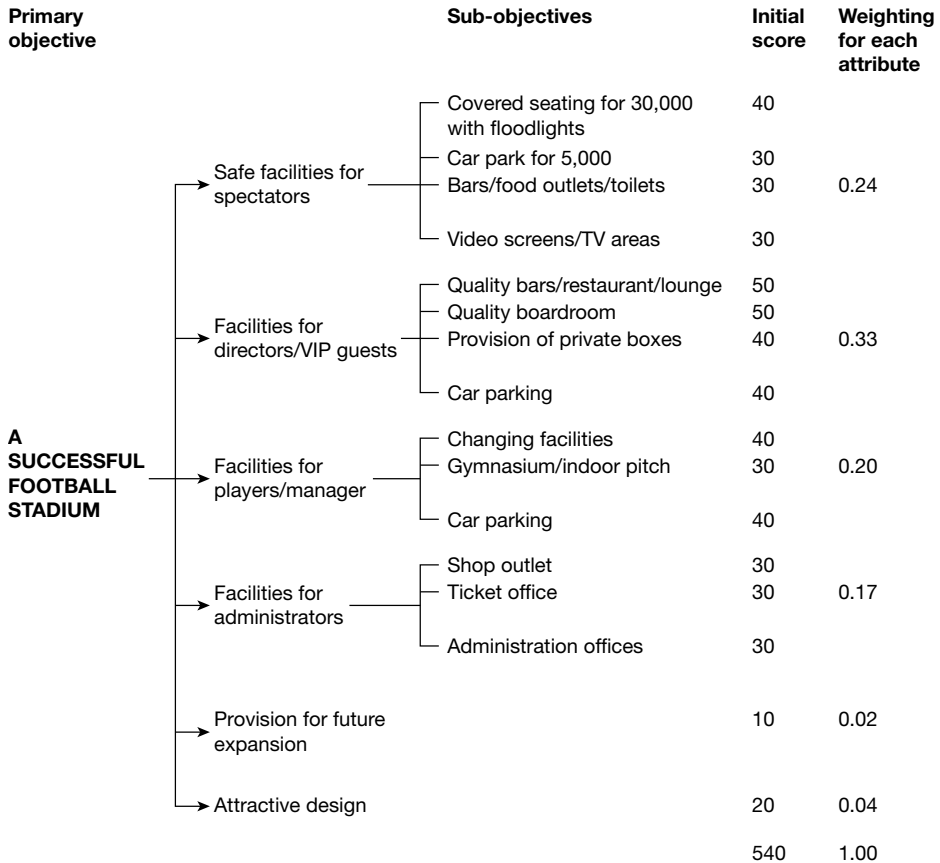 Primary
objective
Sub-objectives
Initial
score
Weighting
for each
attribute
Covered seating for 30,000
with floodlights
40
Safe facilities for
spectators
Car park for 5,000
30
Bars/food outlets/toilets
30
0.24
Video screens/TV areas
30
Quality bars/restaurant/lounge
50
Quality boardroom
50
Facilities for
directors/VIP guests
Provision of private boxes
40
0.33
Car parking
40
A
SUCCESSFUL
FOOTBALL
STADIUM
Changing facilities
40
Facilities for
players/manager
Gymnasium/indoor pitch
30
0.20
Car parking
40
Shop outlet
30
Facilities for
administrators
Ticket office
30
0.17
Administration offices
30
Provision for future
expansion
10
0.02
Attractive design
20
0.04
540
1.00